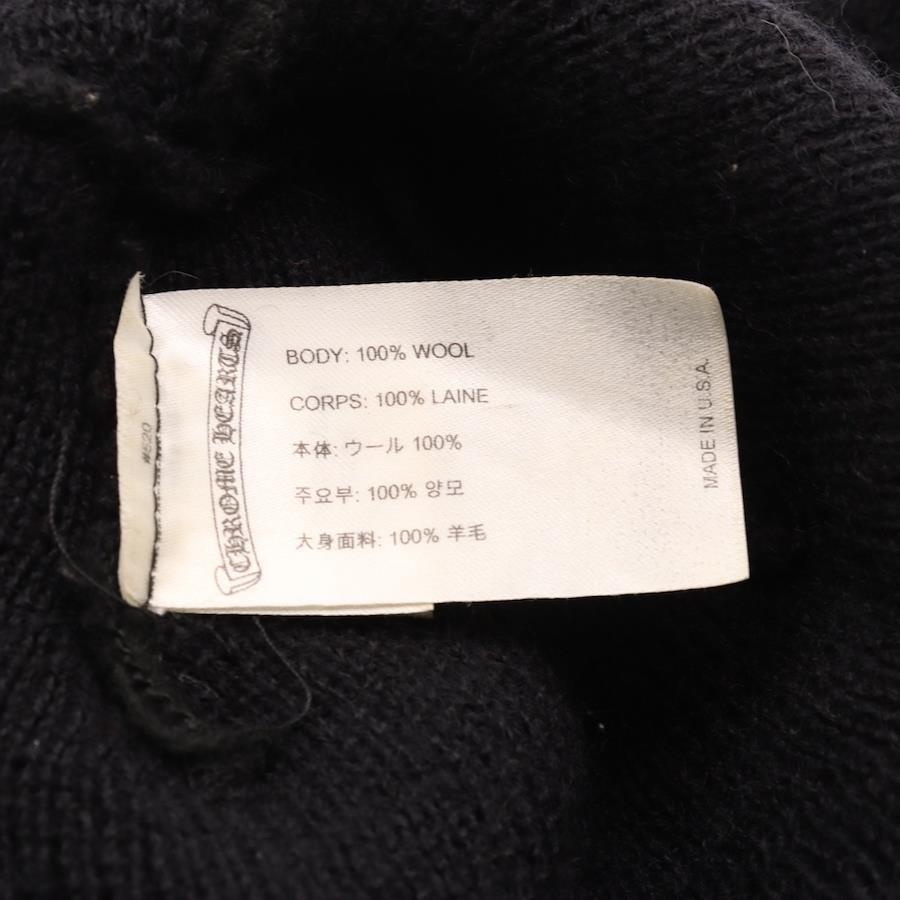 CHROME HEARTS
BODY: 100% WOOL
CORPS: 100% LAINE
本体: ウール 100%
주요부: 100% 양모
大身面料: 100% 羊毛
MADE IN U.S.A.
#520